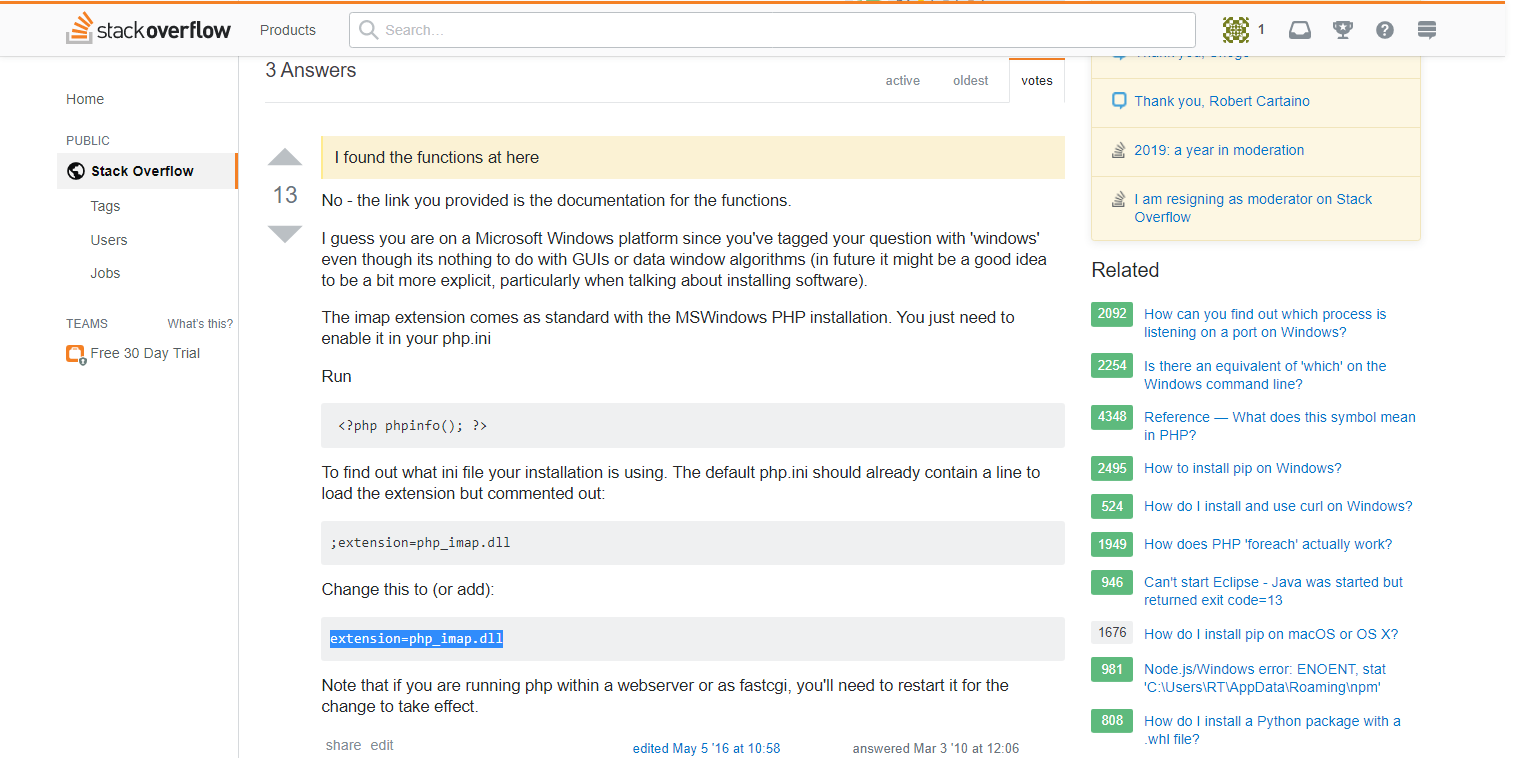 stackoverflow
Products
Search…
1
Home
PUBLIC
Stack Overflow
Tags
Users
Jobs
TEAMS What's this?
Free 30 Day Trial
3 Answers
active oldest votes
13
I found the functions at here
No - the link you provided is the documentation for the functions.
I guess you are on a Microsoft Windows platform since you've tagged your question with 'windows'
even though its nothing to do with GUIs or data window algorithms (in future it might be a good idea
to be a bit more explicit, particularly when talking about installing software).
The imap extension comes as standard with the MSWindows PHP installation. You just need to
enable it in your php.ini
Run
<?php phpinfo(); ?>
To find out what ini file your installation is using. The default php.ini should already contain a line to
load the extension but commented out:
;extension=php_imap.dll
Change this to (or add):
extension=php_imap.dll
Note that if you are running php within a webserver or as fastcgi, you'll need to restart it for the
change to take effect.
share edit
edited May 5 '16 at 10:58
answered Mar 3 '10 at 12:06
Thank you, Robert Cartaino
2019: a year in moderation
I am resigning as moderator on Stack
Overflow
Related
2092 How can you find out which process is
listening on a port on Windows?
2254 Is there an equivalent of 'which' on the
Windows command line?
4348 Reference — What does this symbol mean
in PHP?
2495 How to install pip on Windows?
524 How do I install and use curl on Windows?
1949 How does PHP 'foreach' actually work?
946 Can't start Eclipse - Java was started but
returned exit code=13
1676 How do I install pip on macOS or OS X?
981 Node.js/Windows error: ENOENT, stat
'C:\Users\RT\AppData\Roaming\npm'
808 How do I install a Python package with a
.whl file?